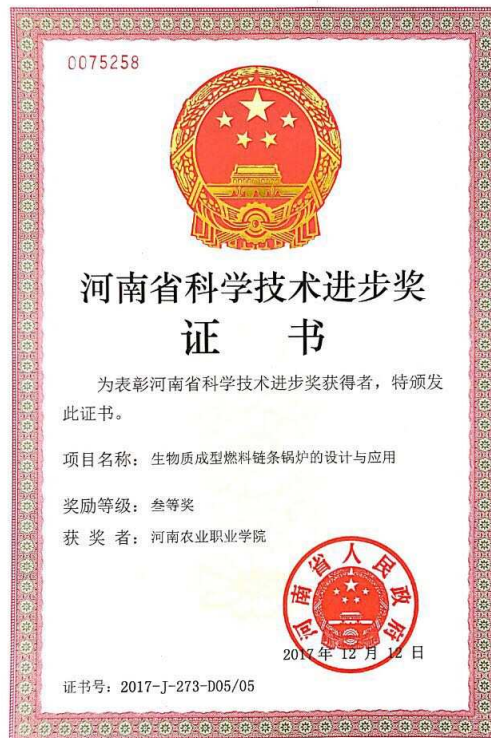 0075258
河南省科学技术进步奖
证 书
为表彰河南省科学技术进步奖获得者，特颁发
此证书。
项目名称：生物质成型燃料链条锅炉的设计与应用
奖励等级：叁等奖
获 奖 者：河南农业职业学院
河南省人民政府
2017年 12 月 12 日
证书号：2017-J-273-D05/05